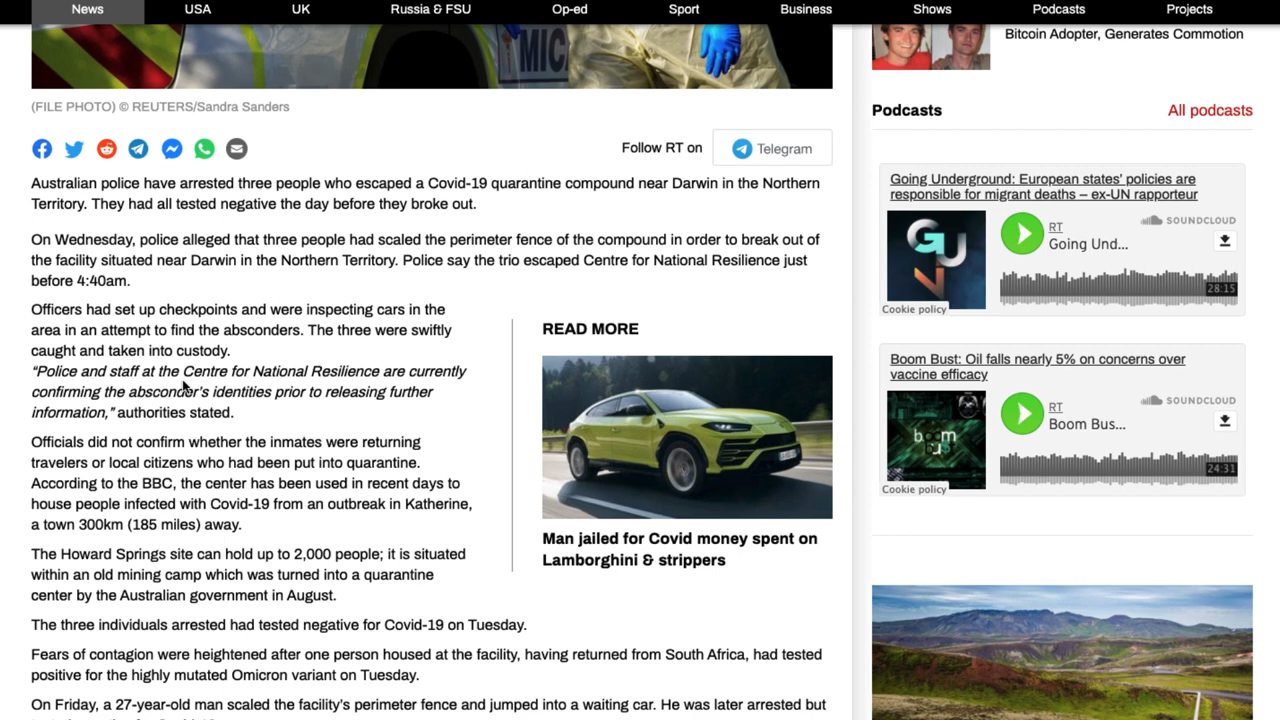 News USA UK Russia & FSU Op-ed Sport Business Shows Podcasts Projects
MIC
(FILE PHOTO) © REUTERS/Sandra Sanders
Follow RT on Telegram
Australian police have arrested three people who escaped a Covid-19 quarantine compound near Darwin in the Northern
Territory. They had all tested negative the day before they broke out.
On Wednesday, police alleged that three people had scaled the perimeter fence of the compound in order to break out of
the facility situated near Darwin in the Northern Territory. Police say the trio escaped Centre for National Resilience just
before 4:40am.
Officers had set up checkpoints and were inspecting cars in the
area in an attempt to find the absconders. The three were swiftly
caught and taken into custody.
“Police and staff at the Centre for National Resilience are currently
confirming the absconder’s identities prior to releasing further
information,” authorities stated.
Officials did not confirm whether the inmates were returning
travelers or local citizens who had been put into quarantine.
According to the BBC, the center has been used in recent days to
house people infected with Covid-19 from an outbreak in Katherine,
a town 300km (185 miles) away.
The Howard Springs site can hold up to 2,000 people; it is situated
within an old mining camp which was turned into a quarantine
center by the Australian government in August.
READ MORE
Man jailed for Covid money spent on
Lamborghini & strippers
The three individuals arrested had tested negative for Covid-19 on Tuesday.
Fears of contagion were heightened after one person housed at the facility, having returned from South Africa, had tested
positive for the highly mutated Omicron variant on Tuesday.
On Friday, a 27-year-old man scaled the facility’s perimeter fence and jumped into a waiting car. He was later arrested but
Bitcoin Adopter, Generates Commotion
Podcasts
All podcasts
Going Underground: European states’ policies are
responsible for migrant deaths – ex-UN rapporteur
GU
N
RT
SOUNDCLOUD
Going Und...
28:15
Cookie policy
Boom Bust: Oil falls nearly 5% on concerns over
vaccine efficacy
boom
bus
RT
SOUNDCLOUD
Boom Bus...
24:31
Cookie policy